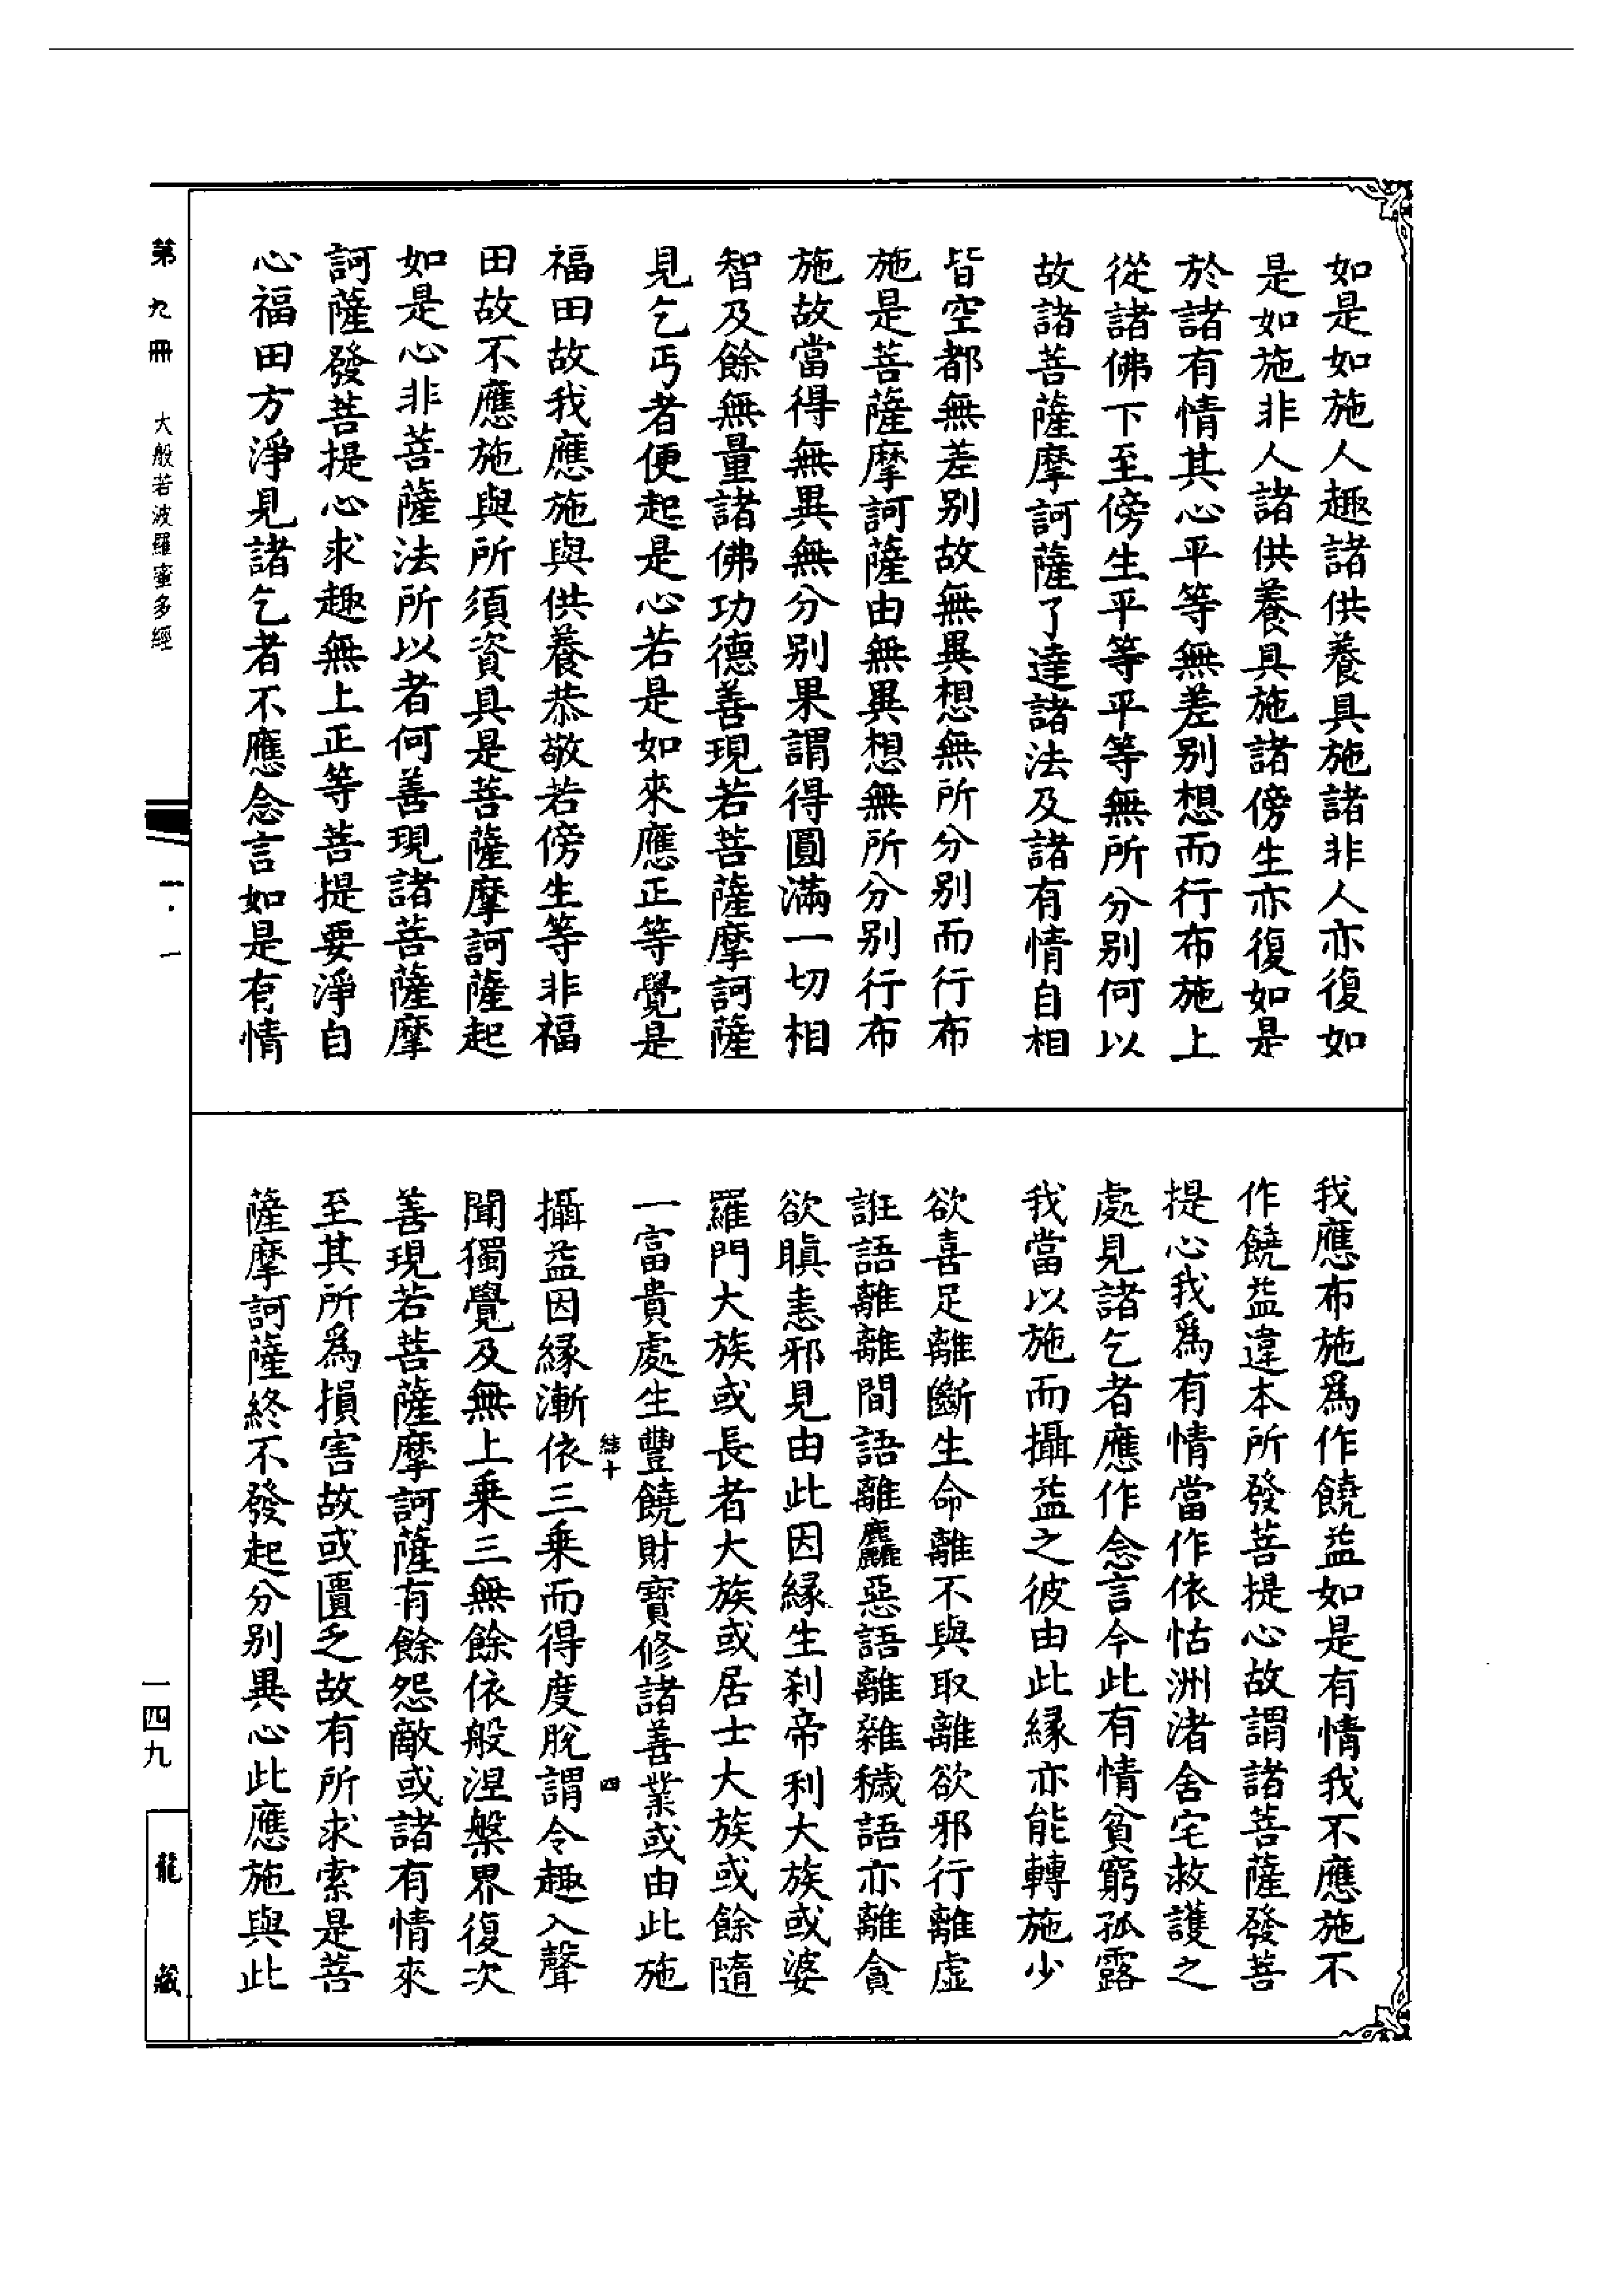 如是如施人趣諸供養具施諸非人亦復如
是如施非人諸供養具施諸傍生亦復如是
於諸有情其心平等無差别想而行布施上
從諸佛下至傍生平等平等無所分别何以
故諸菩薩摩訶薩了達諸法及諸有情自相
皆空都無差别故無異想無所分别而行布
施是菩薩摩訶薩由無異想無所分别行布
施故當得無異無分别果謂得圓滿一切相
智及餘無量諸佛功德善現若菩薩摩訶薩
見乞丐者便起是心若是如來應正等覺是
福田故我應施與供養恭敬若傍生等非福
田故不應施與所須資具是菩薩摩訶薩起
如是心非菩薩法所以者何善現諸菩薩摩
訶薩發菩提心求趣無上正等菩提要淨自
心福田方淨見諸乞者不應念言如是有情
我應布施爲作饒益如是有情我不應施不
作饒益違本所發菩提心故謂諸菩薩發菩
提心我爲有情當作依怙洲渚舍宅救護之
處見諸乞者應作念言今此有情貧窮孤露
我當以施而攝益之彼由此緣亦能轉施少
欲喜足離斷生命離不與取離欲邪行離虛
誑語離離間語離麤惡語離雜穢語亦離貪
欲瞋恚邪見由此因緣生刹帝利大族或婆
羅門大族或長者大族或居士大族或餘隨
一富貴處生豐饒財寶修諸善業或由此施
攝益因緣漸依三乘而得度脫謂令趣入聲
聞獨覺及無上乘三無餘依般涅槃界復次
善現若菩薩摩訶薩有餘怨敵或諸有情來
至其所爲損害故或匱乏故有所求索是菩
薩摩訶薩終不發起分别異心此應施與此
結十
四
第九冊
大般若波羅蜜多經
一·一
一四九
龍藏